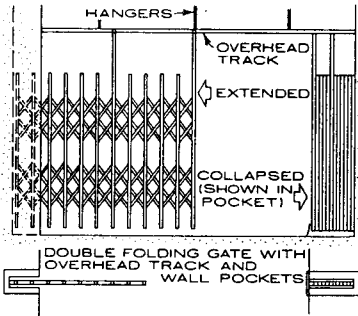 HANGERS
OVERHEAD
TRACK
EXTENDED
COLLAPSED
(SHOWN IN
POCKET)
DOUBLE FOLDING GATE WITH
OVERHEAD TRACK AND
WALL POCKETS